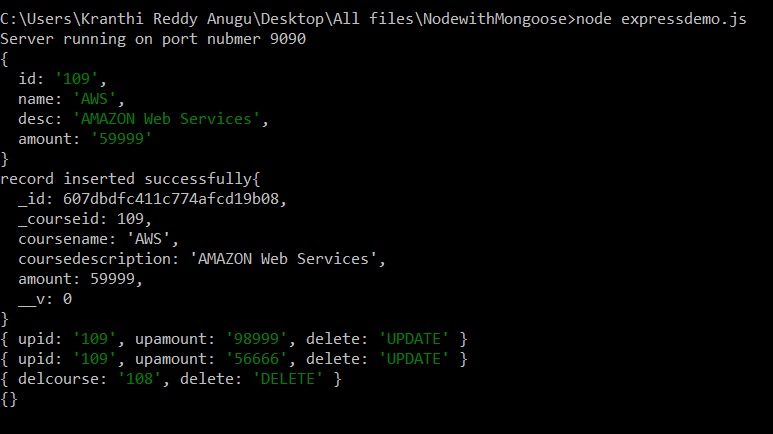 C:\Users\Kranthi Reddy Anugu\Desktop\All files\NodewithMongoose>node expressdemo.js
Server running on port nubmer 9090
{
  id: '109',
  name: 'AWS',
  desc: 'AMAZON Web Services',
  amount: '59999'
}
record inserted successfully{
  _id: 607dbdfc411c774afcd19b08,
  _courseid: 109,
  coursename: 'AWS',
  coursedescription: 'AMAZON Web Services',
  amount: 59999,
  __v: 0
}
{ upid: '109', upamount: '98999', delete: 'UPDATE' }
{ upid: '109', upamount: '56666', delete: 'UPDATE' }
{ delcourse: '108', delete: 'DELETE' }
{}